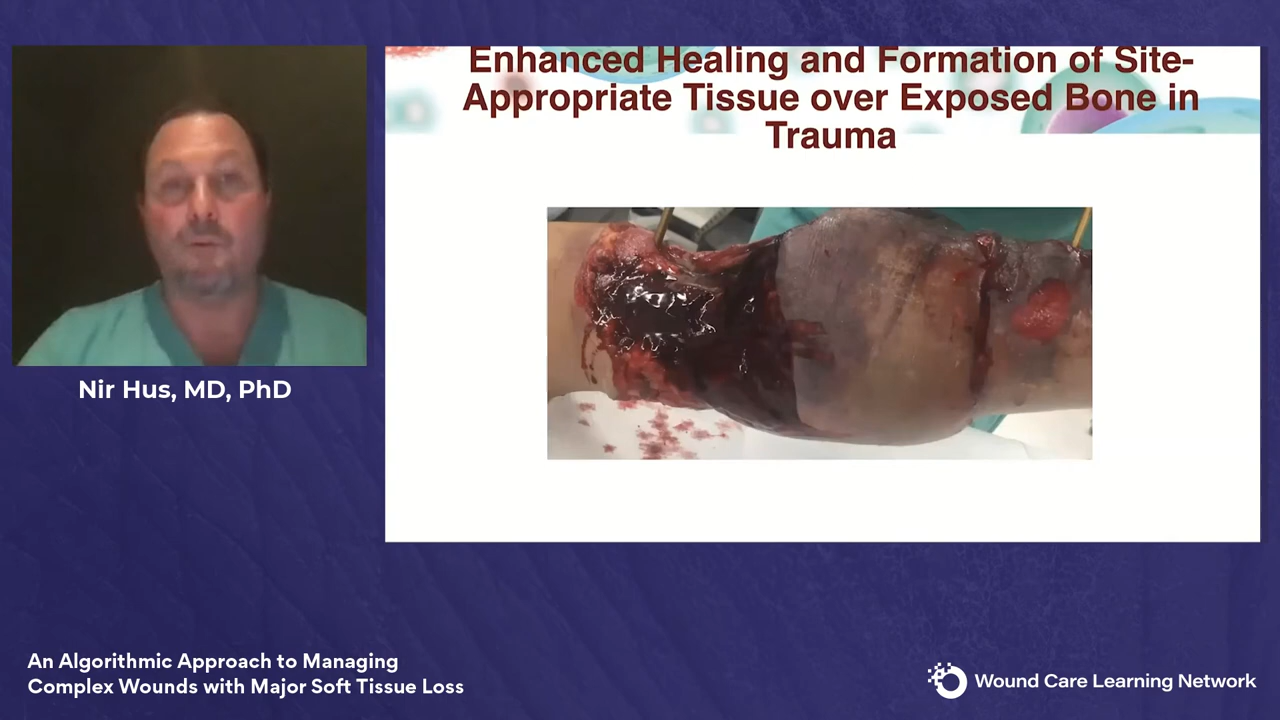 Enhanced Healing and Formation of Site-
Appropriate Tissue over Exposed Bone in
Trauma
Nir Hus, MD, PhD
An Algorithmic Approach to Managing
Complex Wounds with Major Soft Tissue Loss
Wound Care Learning Network